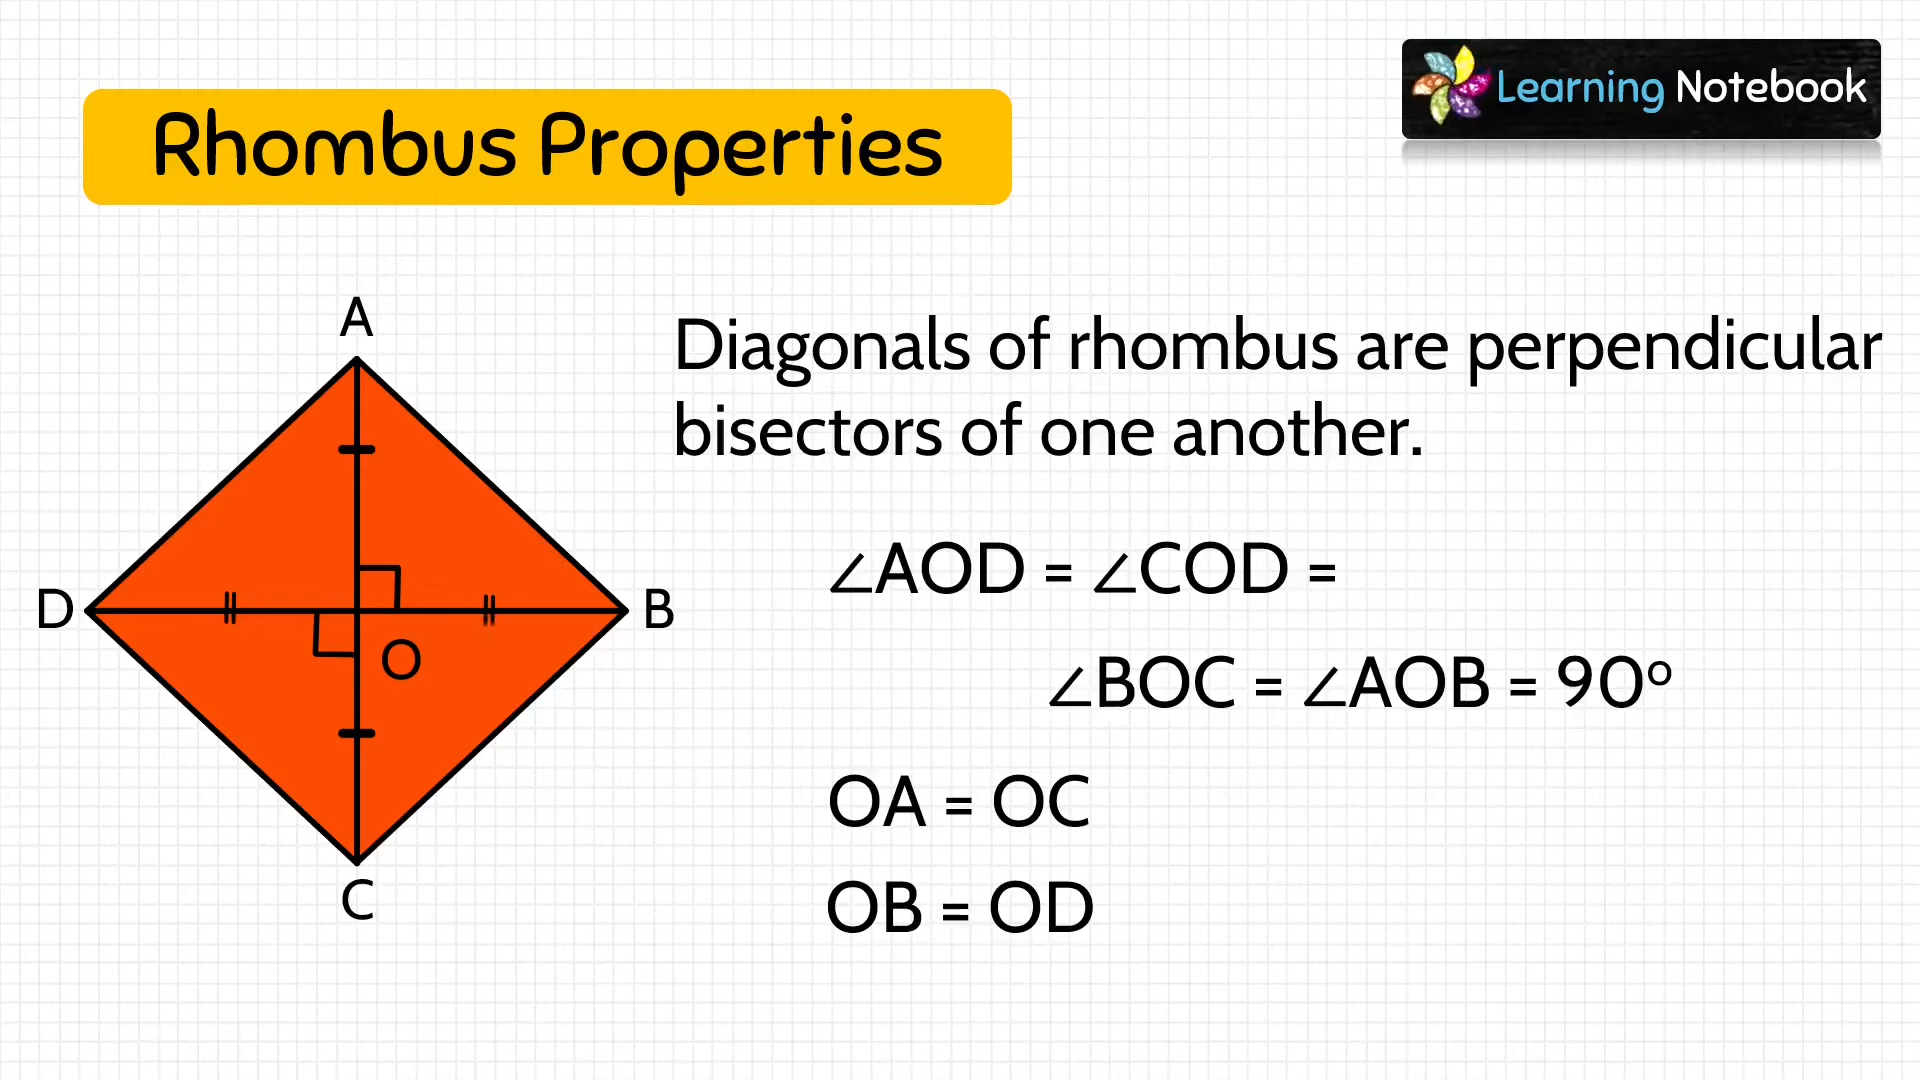 Learning Notebook
Rhombus Properties
A
D
B
O
C
Diagonals of rhombus are perpendicular
bisectors of one another.
∠AOD = ∠COD =
∠BOC = ∠AOB = 90º
OA = OC
OB = OD